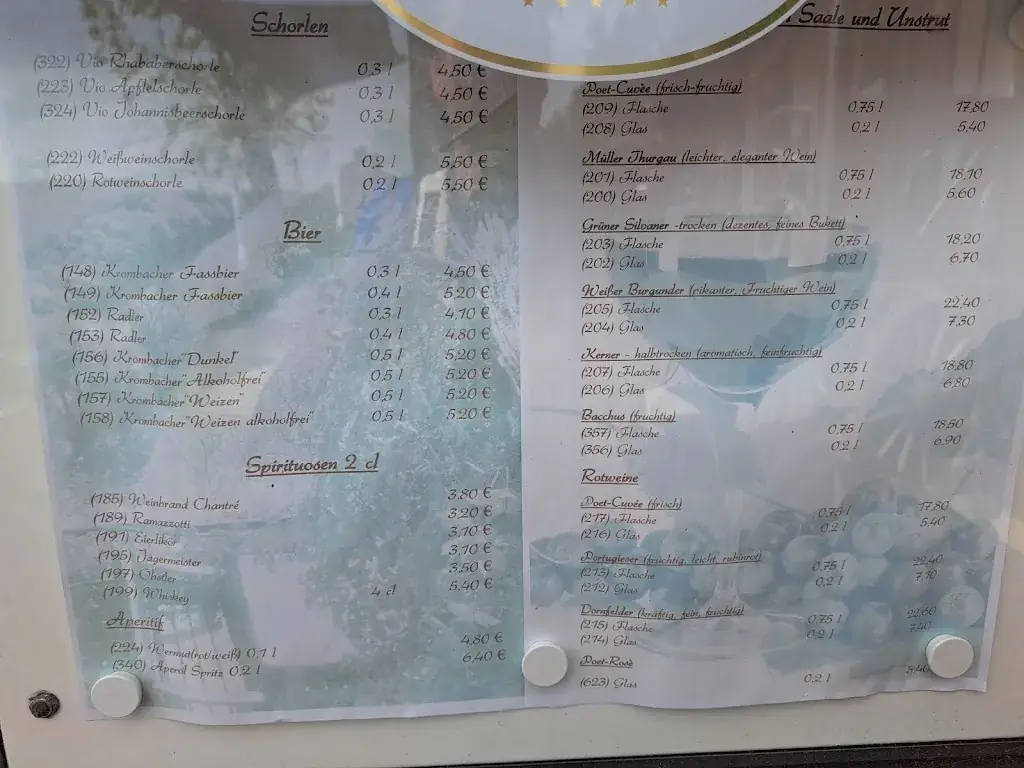 Schorlen
(322) Vio Rhababerschorle 0,3 l 4,50 €
(223) Vio Apftelschorle 0,3 l 4,50 €
(324) Vio Johannisbeerschorle 0,3 l 4,50 €
(222) Weißweinschorle 0,2 l 5,50 €
(220) Rotweinschorle 0,2 l 5,50 €
Bier
(148) Krombacher Fassbier 0,3 l 4,50 €
(149) Krombacher Fassbier 0,4 l 5,20 €
(152) Radler 0,3 l 4,10 €
(153) Radler 0,4 l 4,80 €
(156) Krombacher"Dunkel" 0,5 l 5,20 €
(155) Krombacher"Alkoholfrei" 0,5 l 5,20 €
(157) Krombacher"Weizen" 0,5 l 5,20 €
(158) Krombacher"Weizen alkoholfrei" 0,5 l 5,20 €
Spirituosen 2 cl
(185) Weinbrand Chantré 3,80 €
(189) Ramazzotti 3,20 €
(191) Eierlikör 3,10 €
(195) Jägermeister 3,10 €
(197) Obstler 3,50 €
(199) Whiskey 4 cl 5,40 €
Aperitif
(224) Wermut(rot/weiß) 0,1 l 4,80 €
(340) Aperol Spritz 0,2 l 6,40 €
Saale und Unstrut
Poet-Cuvèe (frisch-fruchtig)
(209) Flasche 0,75 l 17,80
(208) Glas 0,2 l 5,40
Müller Thurgau (leichter, eleganter Wein)
(201) Flasche 0,75 l 18,10
(200) Glas 0,2 l 5,60
Grüner Silvaner -trocken (dezentes, feines Bukett)
(203) Flasche 0,75 l 18,20
(202) Glas 0,2 l 6,70
Weißer Burgunder (pikanter, Fruchtiger Wein)
(205) Flasche 0,75 l 22,40
(204) Glas 0,2 l 7,30
Kerner - halbtrocken (aromatisch, feinfruchtig)
(207) Flasche 0,75 l 18,80
(206) Glas 0,2 l 6,80
Bacchus (fruchtig)
(357) Flasche 0,75 l 18,50
(356) Glas 0,2 l 6,90
Rotweine
Poet-Cuvée (frisch)
(217) Flasche 0,75 l 17,80
(216) Glas 0,2 l 5,40
Portugieser (fruchtig, leicht, rubinrot)
(213) Flasche 0,75 l 22,40
(212) Glas 0,2 l 7,10
Dornfelder (kräftig, fein, fruchtig)
(215) Flasche 0,75 l 22,60
(214) Glas 0,2 l 7,40
Poet-Rosè
(623) Glas 0,2 l